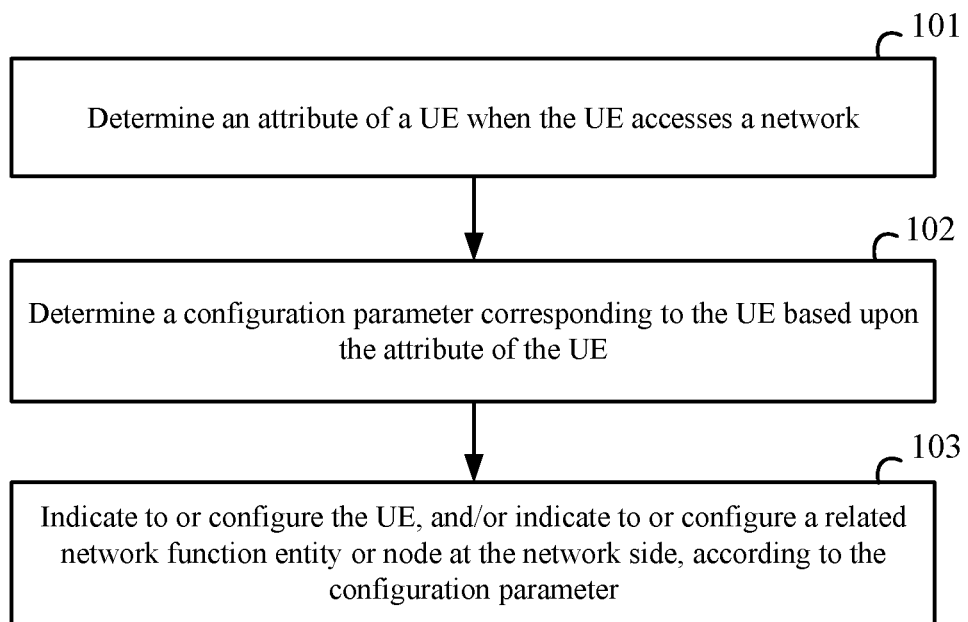 101
Determine an attribute of a UE when the UE accesses a network
102
Determine a configuration parameter corresponding to the UE based upon
the attribute of the UE
103
Indicate to or configure the UE, and/or indicate to or configure a related
network function entity or node at the network side, according to the
configuration parameter